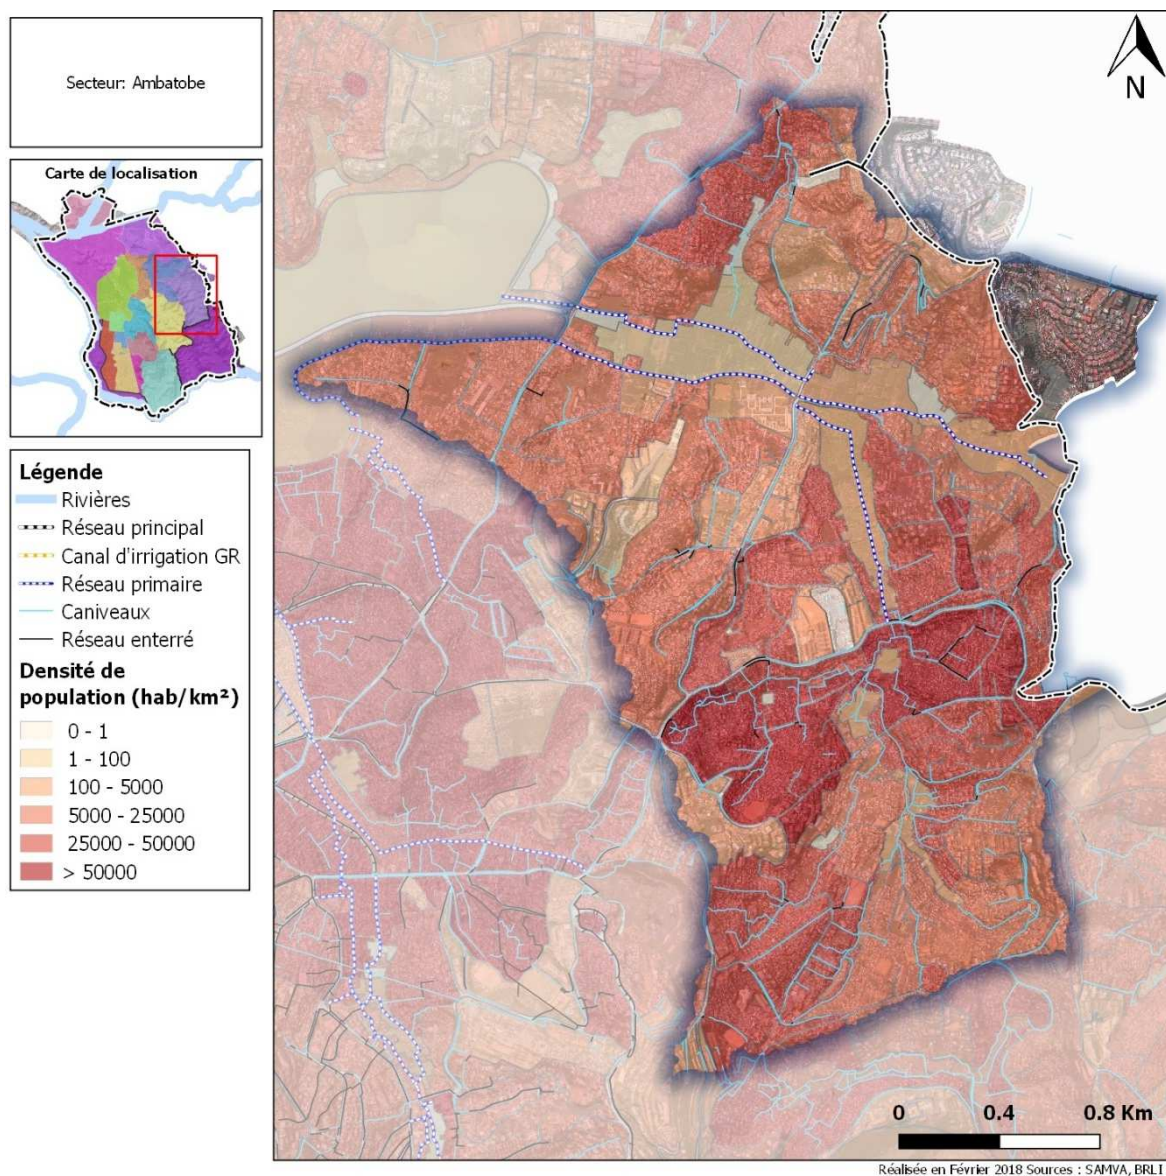 Secteur: Ambatobe
Carte de localisation
N
Légende
Rivières
Réseau principal
Canal d'irrigation GR
Réseau primaire
Caniveaux
Réseau enterré
Densité de
population (hab/km²)
0 - 1
1 - 100
100 - 5000
5000 - 25000
25000 - 50000
> 50000
0 0.4 0.8 Km
Réalisée en Février 2018 Sources : SAMVA, BRLI